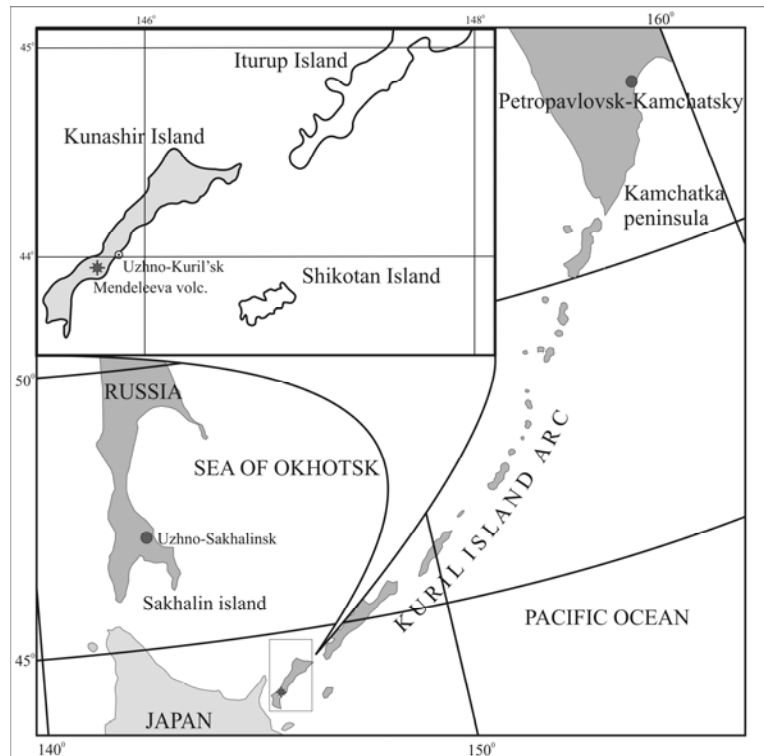 146°
148°
160°
45°
Iturup Island
Petropavlovsk-Kamchatsky
Kunashir Island
Kamchatka
peninsula
44°
Uzhno-Kuril'sk
Mendeleeva volc.
Shikotan Island
50°
RUSSIA
SEA OF OKHOTSK
KURIL ISLAND ARC
Uzhno-Sakhalinsk
Sakhalin island
PACIFIC OCEAN
45°
JAPAN
140°
150°